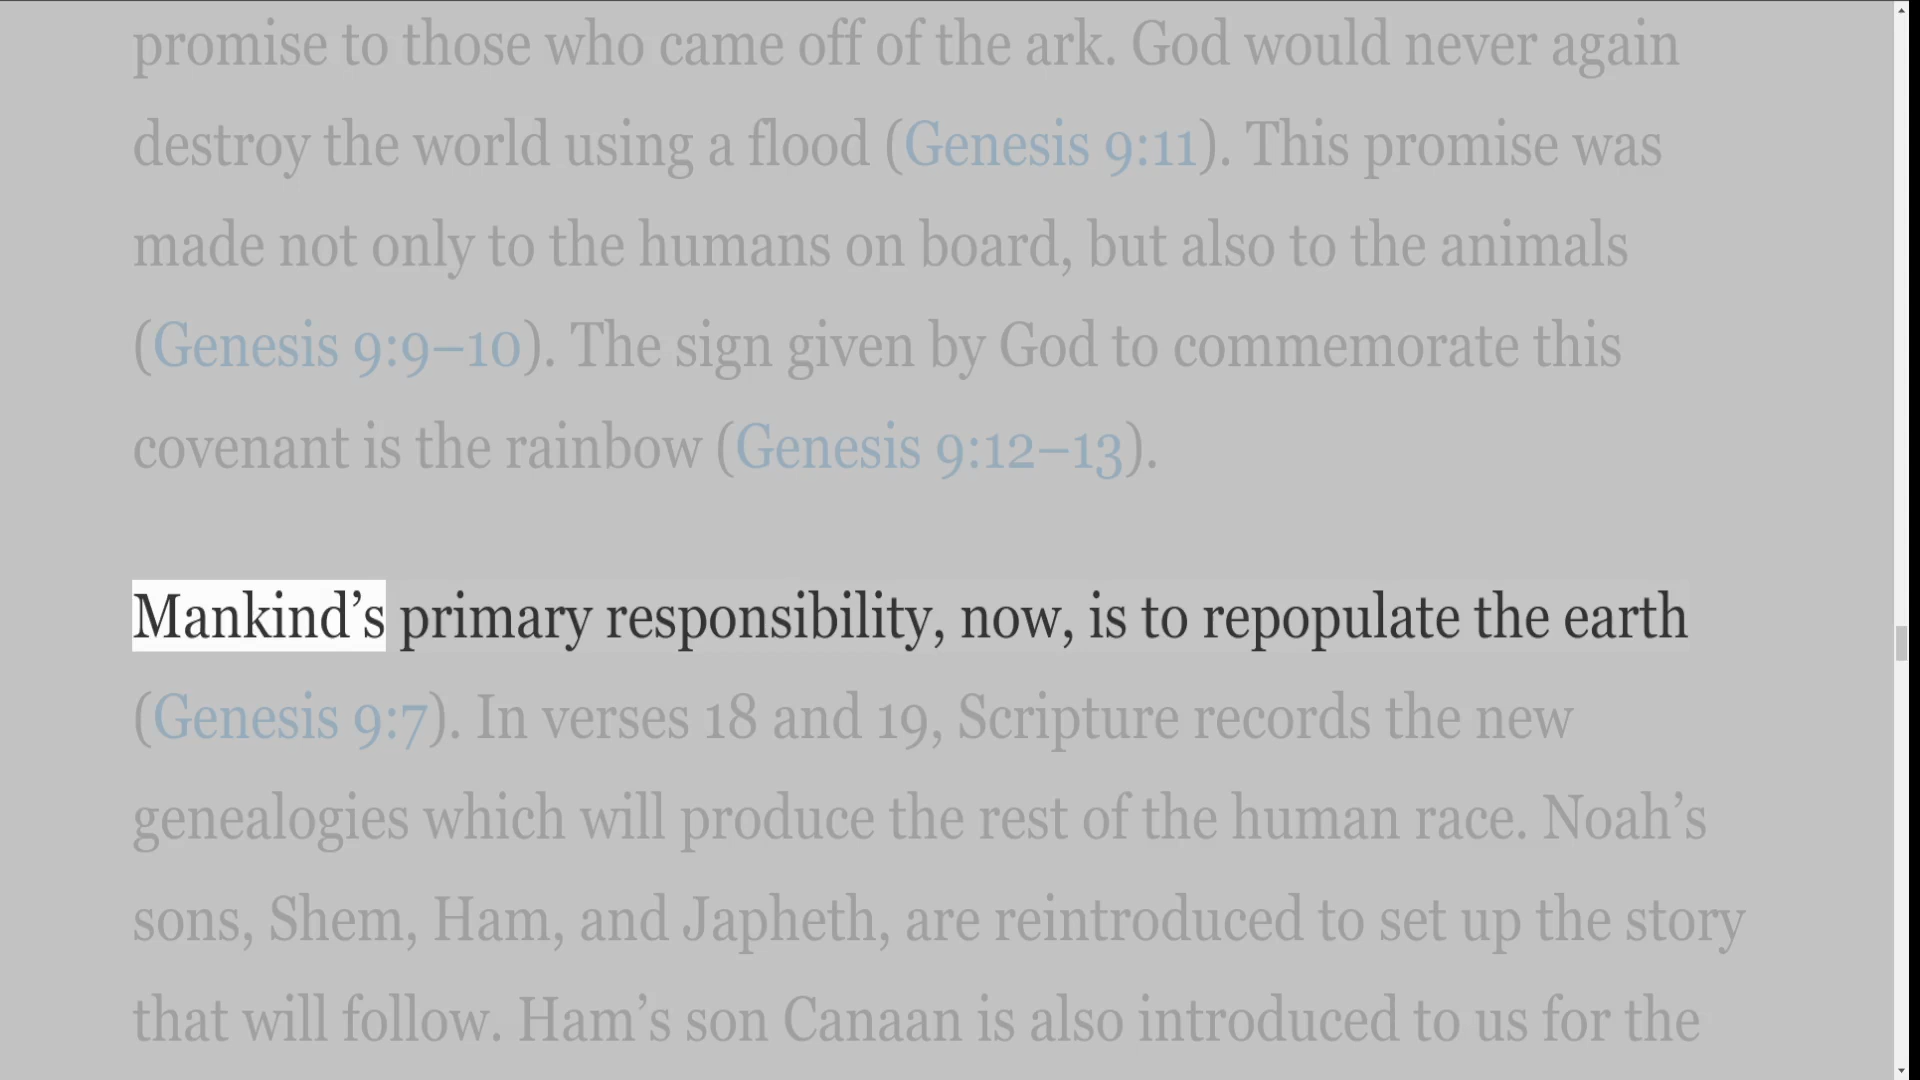 promise to those who came off of the ark. God would never again
destroy the world using a flood (Genesis 9:11). This promise was
made not only to the humans on board, but also to the animals
(Genesis 9:9–10). The sign given by God to commemorate this
covenant is the rainbow (Genesis 9:12–13).
Mankind’s primary responsibility, now, is to repopulate the earth
(Genesis 9:7). In verses 18 and 19, Scripture records the new
genealogies which will produce the rest of the human race. Noah’s
sons, Shem, Ham, and Japheth, are reintroduced to set up the story
that will follow. Ham’s son Canaan is also introduced to us for the